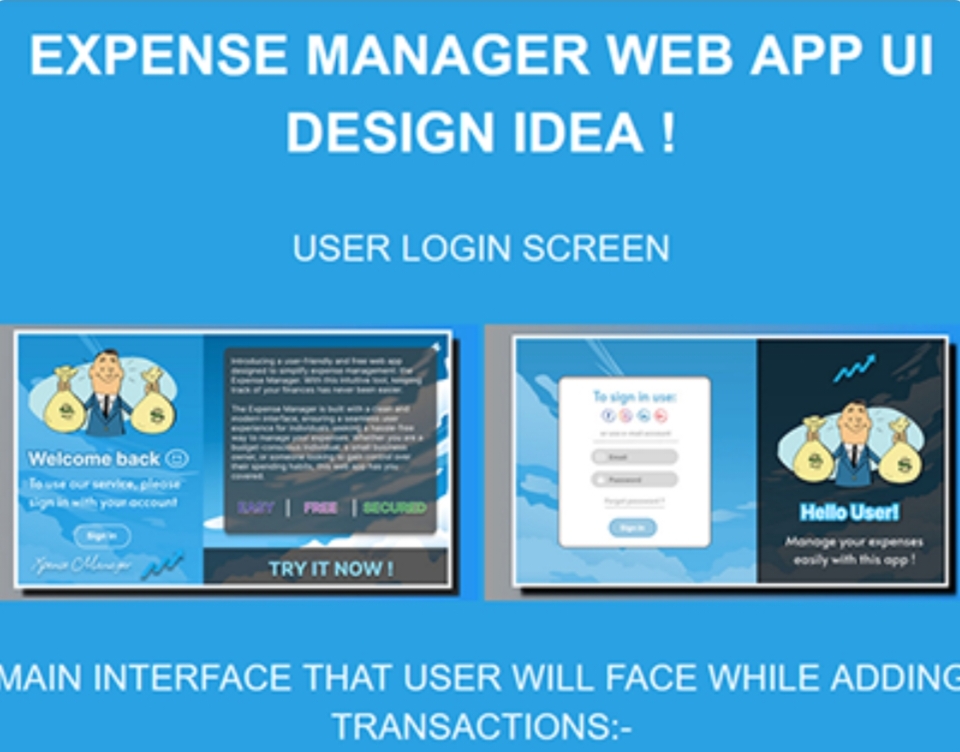 EXPENSE MANAGER WEB APP UI
DESIGN IDEA !
USER LOGIN SCREEN
Welcome back
To use our service, please
sign in with your account
Sign in
Xpense Manager
Introducing a user-friendly and free web app
designed to simplify expense management: the
Expense Manager. With this intuitive tool, keeping
track of your finances has never been easier.
The Expense Manager is built with a clean and
modern interface, ensuring a seamless user
experience for individuals seeking a hassle-free
way to manage your expenses. Whether you are a
budget-conscious individual, a small business
owner, or someone looking to gain control over
their spending habits, this web app has you
covered.
EASY | FREE | SECURED
TRY IT NOW !
To sign in use:
or use e-mail account
Email
Password
Forgot password ?
Sign in
Hello User!
Manage your expenses
easily with this app !
MAIN INTERFACE THAT USER WILL FACE WHILE ADDING
TRANSACTIONS:-